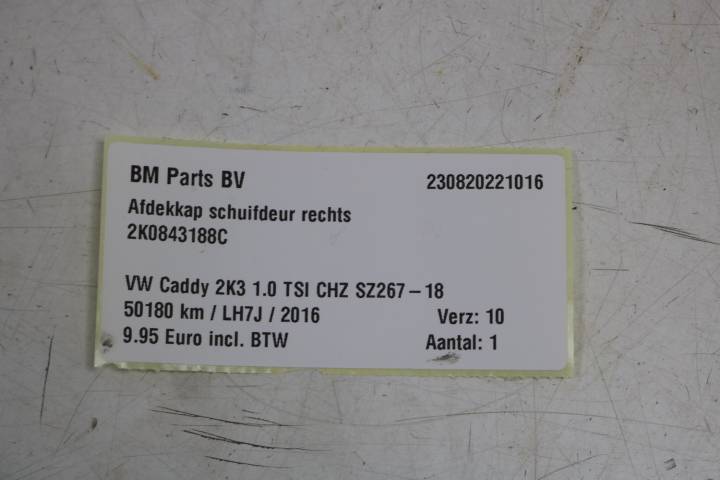 BM Parts BV 230820221016
Afdekkap schuifdeur rechts
2K0843188C
VW Caddy 2K3 1.0 TSI CHZ SZ267-18
50180 km / LH7J / 2016 Verz: 10
9.95 Euro incl. BTW Aantal: 1